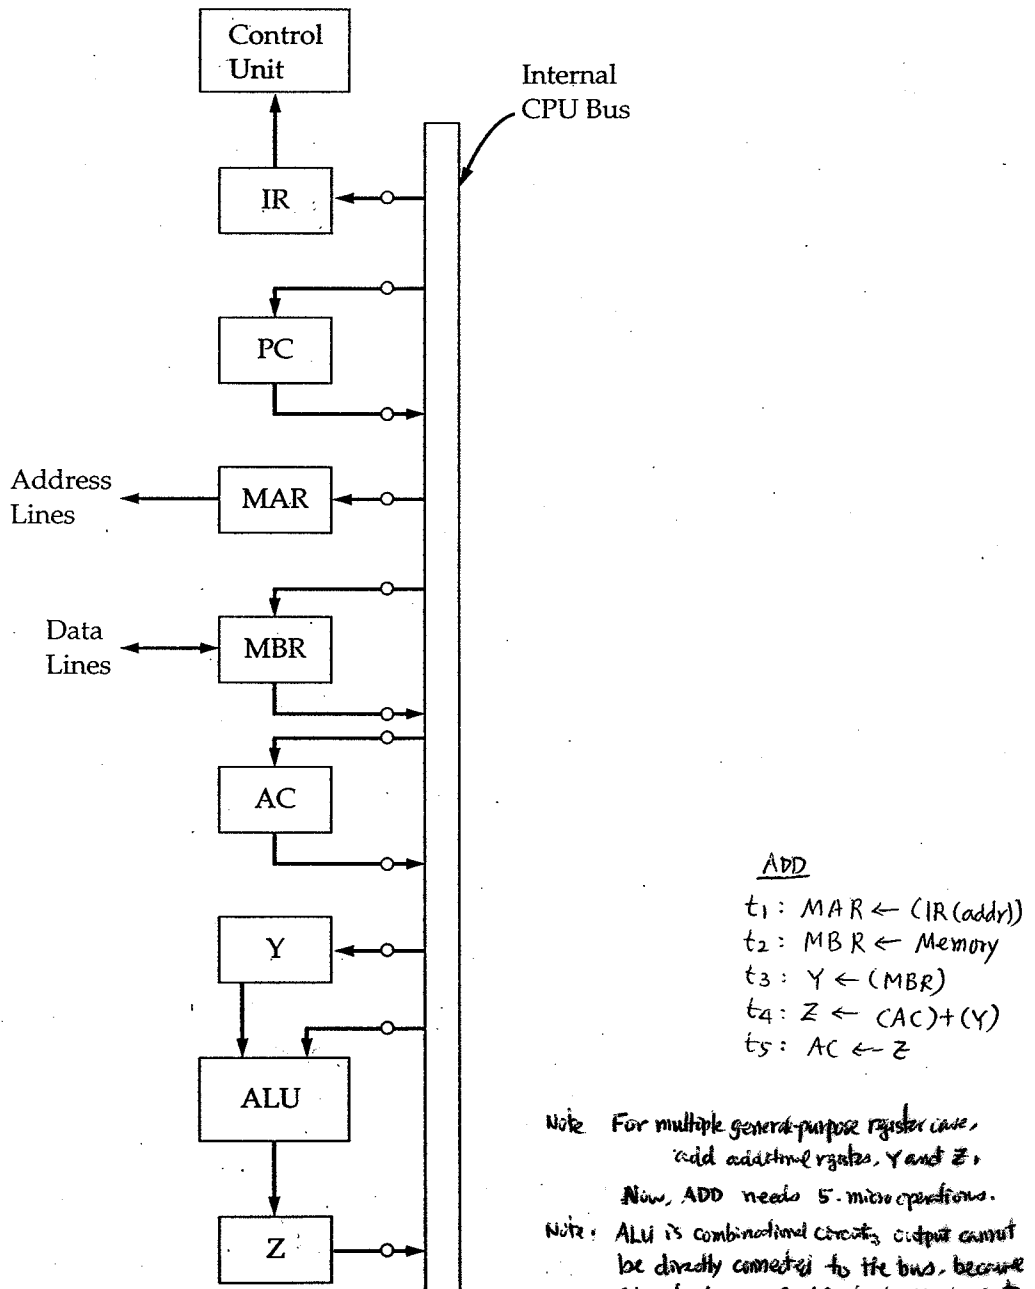 Control
Unit
Internal
CPU Bus
IR
PC
Address
Lines
MAR
Data
Lines
MBR
AC
ADD
t1: MAR ← (IR(addr))
t2: MBR ← Memory
Y
t3: Y ← (MBR)
t4: Z ← (AC)+(Y)
t5: AC ← Z
ALU
Note For multiple general-purpose register case,
add additional registers, Y and Z.
Now, ADD needs 5-microoperations.
Note: ALU is combinational circuit, output cannot
Z
be directly connected to the bus, because